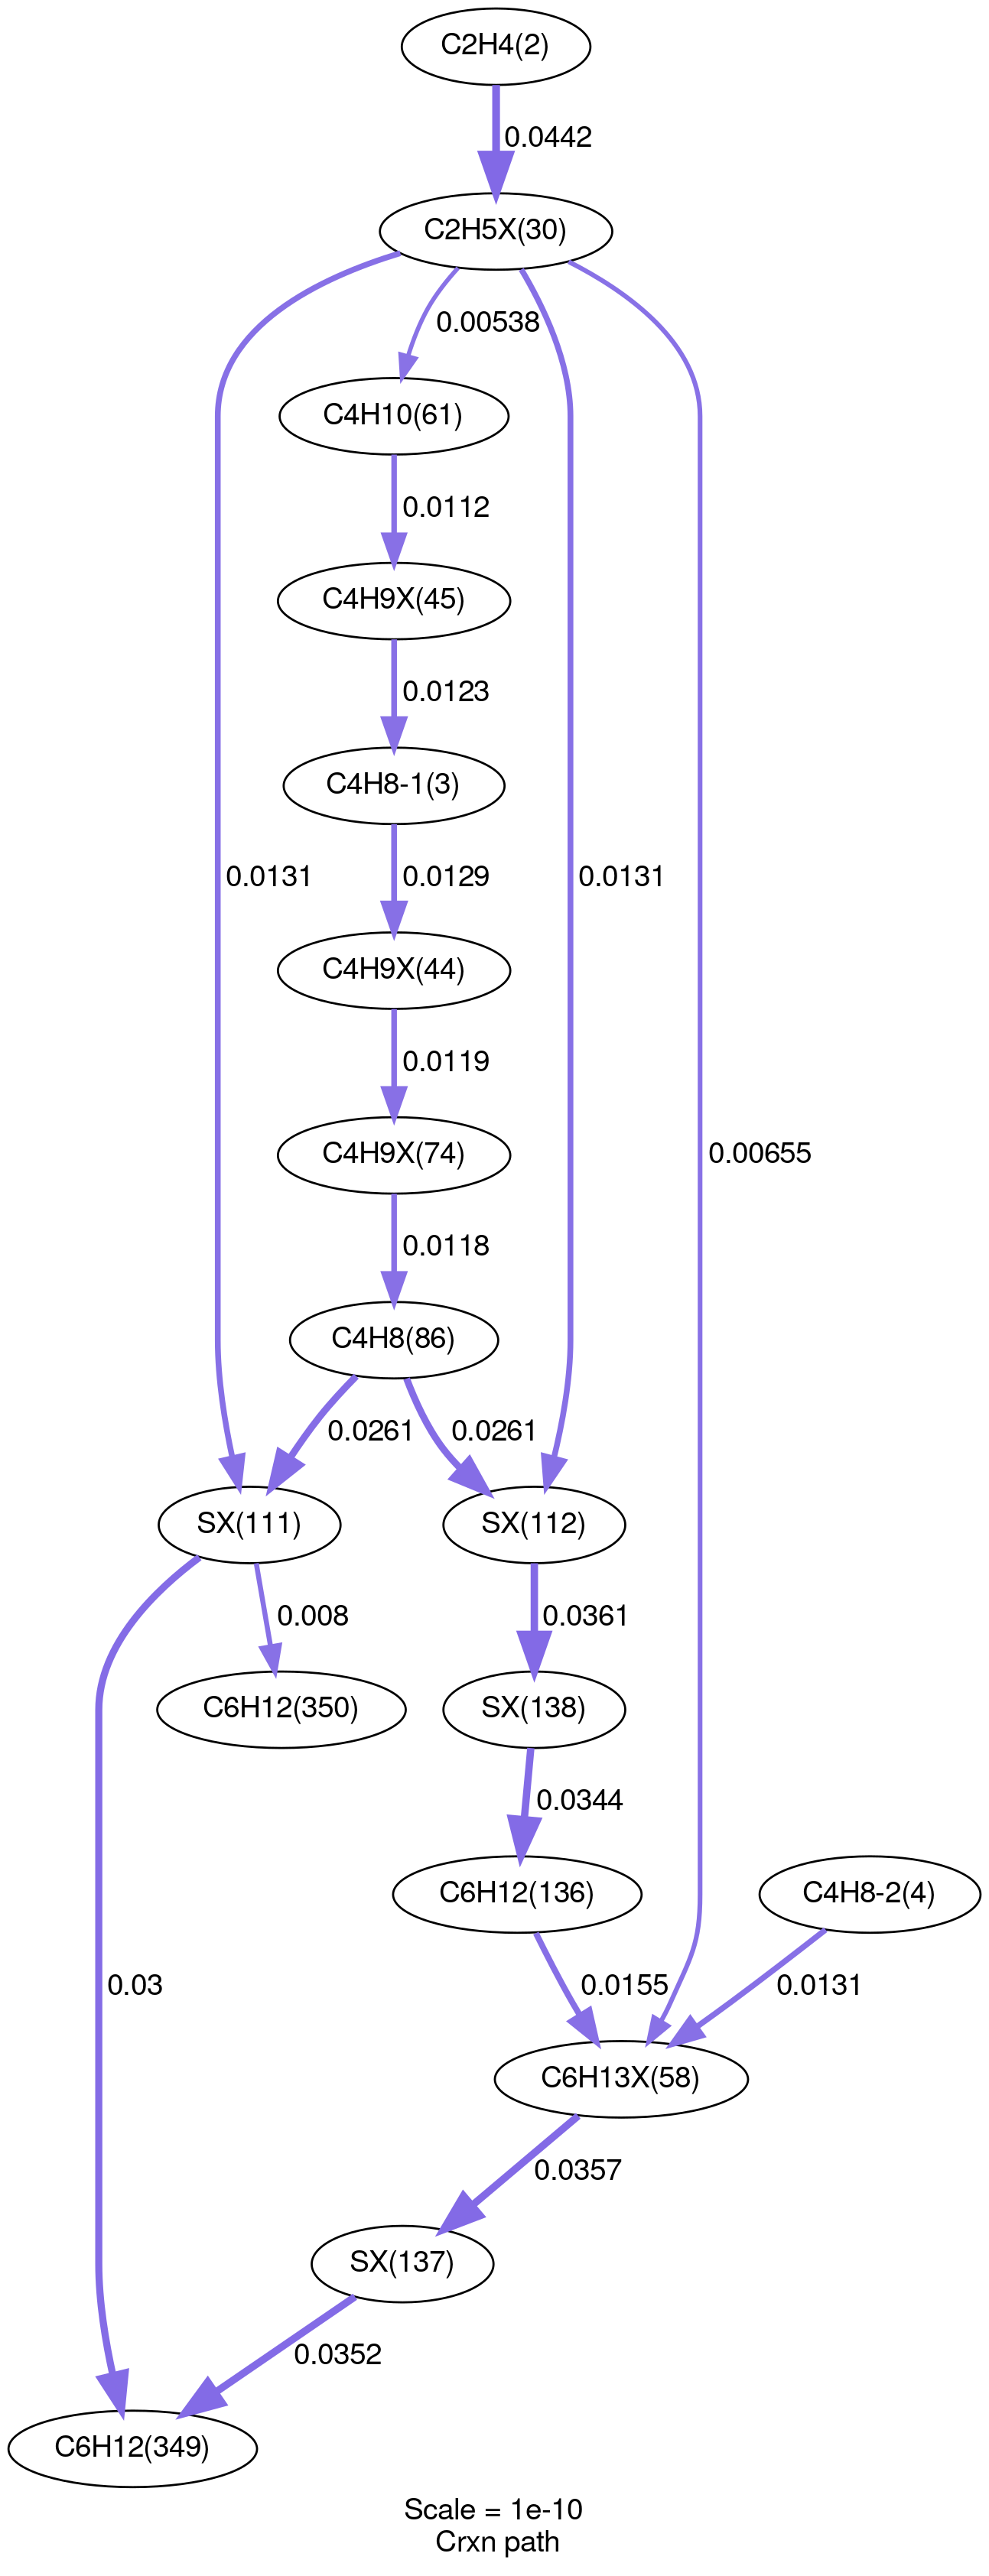 C2H4(2)
0.0442
C2H5X(30)
0.00538
C4H10(61)
0.0112
C4H9X(45)
0.0123
C4H8-1(3)
0.0131
0.0129
0.0131
C4H9X(44)
0.0119
C4H9X(74)
0.00655
0.0118
C4H8(86)
0.0261
0.0261
SX(111)
SX(112)
0.008
0.0361
C6H12(350)
SX(138)
0.0344
C6H12(136)
C4H8-2(4)
0.03
0.0155
0.0131
C6H13X(58)
0.0357
SX(137)
0.0352
C6H12(349)
Scale = 1e-10
Crxn path